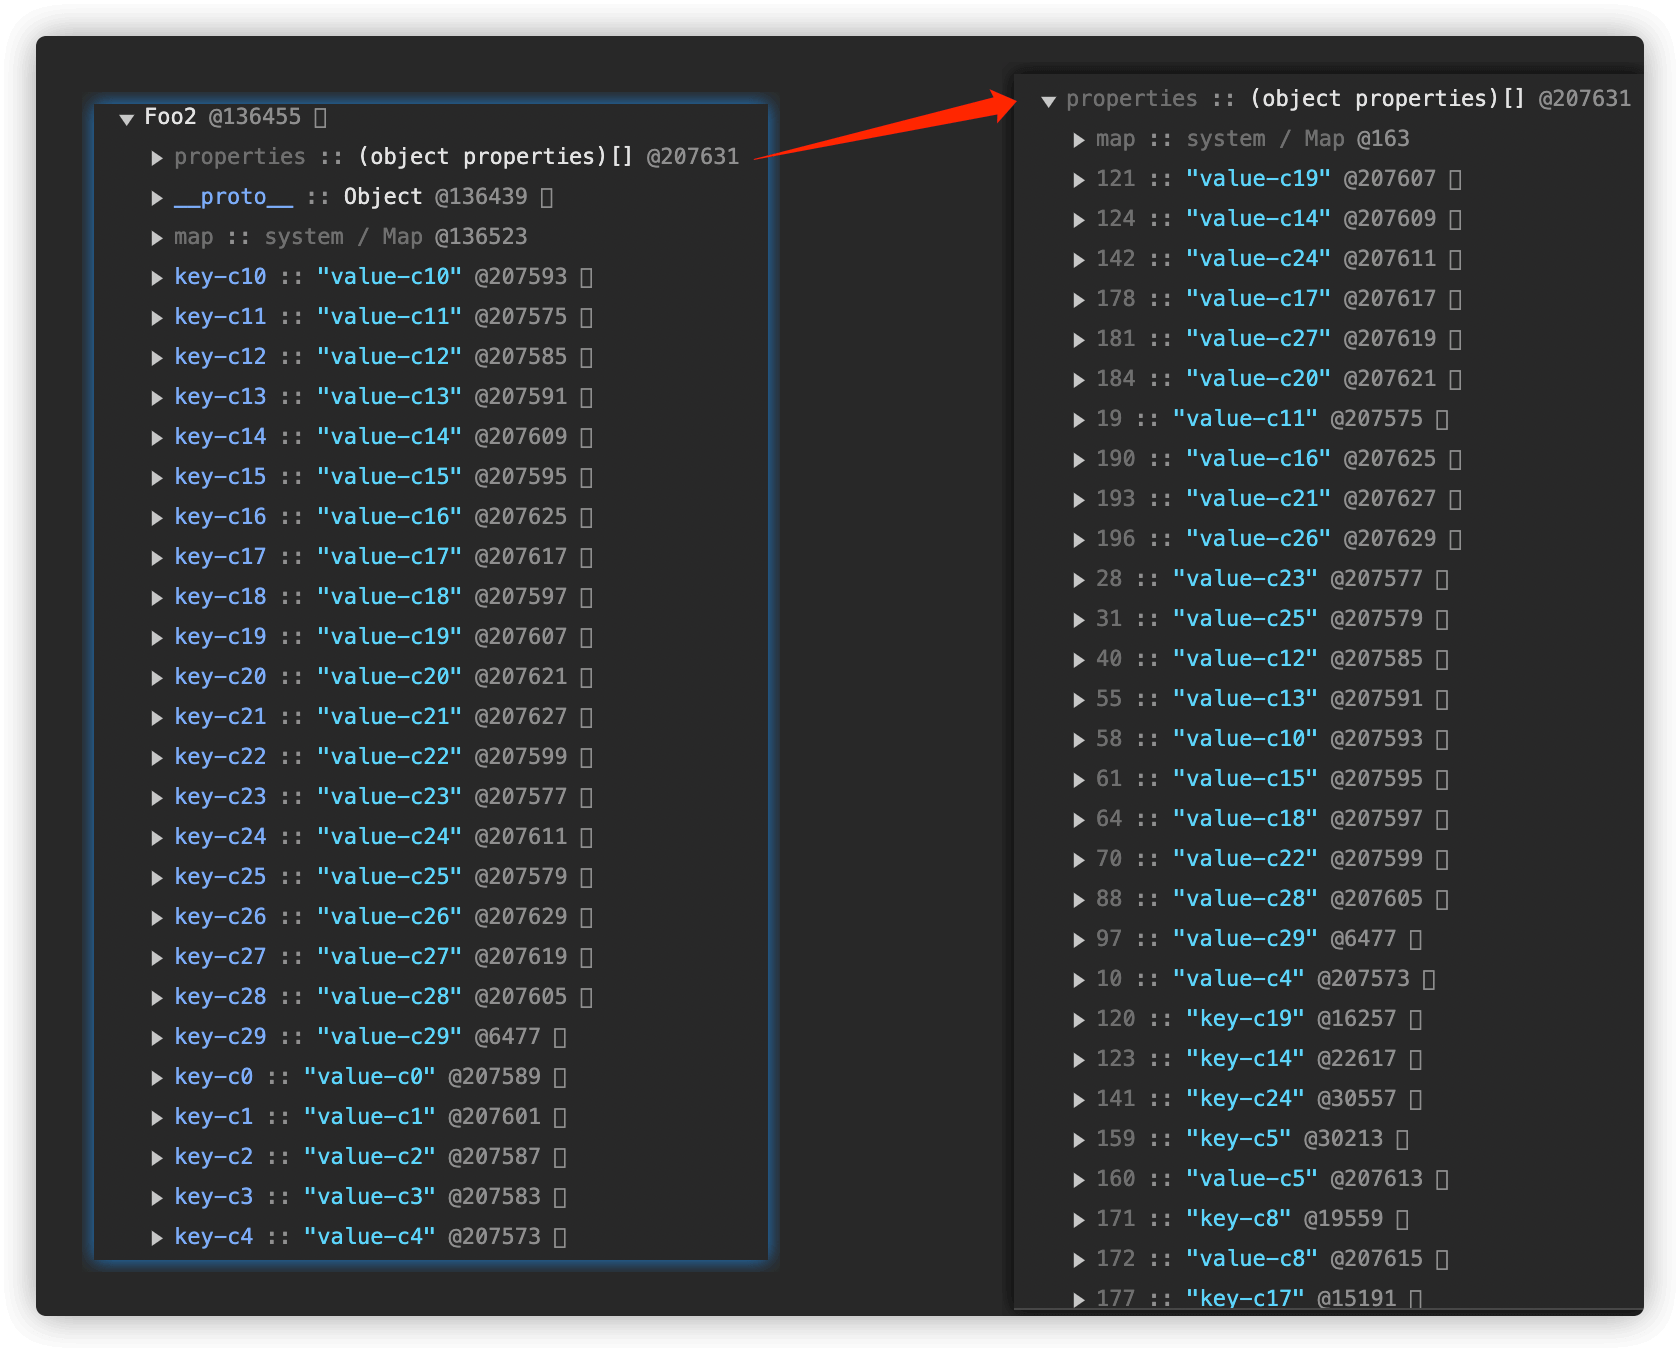 ▼ Foo2 @136455 ▯
▶ properties :: (object properties)[] @207631
▶ __proto__ :: Object @136439 ▯
▶ map :: system / Map @136523
▶ key-c10 :: "value-c10" @207593 ▯
▶ key-c11 :: "value-c11" @207575 ▯
▶ key-c12 :: "value-c12" @207585 ▯
▶ key-c13 :: "value-c13" @207591 ▯
▶ key-c14 :: "value-c14" @207609 ▯
▶ key-c15 :: "value-c15" @207595 ▯
▶ key-c16 :: "value-c16" @207625 ▯
▶ key-c17 :: "value-c17" @207617 ▯
▶ key-c18 :: "value-c18" @207597 ▯
▶ key-c19 :: "value-c19" @207607 ▯
▶ key-c20 :: "value-c20" @207621 ▯
▶ key-c21 :: "value-c21" @207627 ▯
▶ key-c22 :: "value-c22" @207599 ▯
▶ key-c23 :: "value-c23" @207577 ▯
▶ key-c24 :: "value-c24" @207611 ▯
▶ key-c25 :: "value-c25" @207579 ▯
▶ key-c26 :: "value-c26" @207629 ▯
▶ key-c27 :: "value-c27" @207619 ▯
▶ key-c28 :: "value-c28" @207605 ▯
▶ key-c29 :: "value-c29" @6477 ▯
▶ key-c0 :: "value-c0" @207589 ▯
▶ key-c1 :: "value-c1" @207601 ▯
▶ key-c2 :: "value-c2" @207587 ▯
▶ key-c3 :: "value-c3" @207583 ▯
▶ key-c4 :: "value-c4" @207573 ▯
▼ properties :: (object properties)[] @207631
▶ map :: system / Map @163
▶ 121 :: "value-c19" @207607 ▯
▶ 124 :: "value-c14" @207609 ▯
▶ 142 :: "value-c24" @207611 ▯
▶ 178 :: "value-c17" @207617 ▯
▶ 181 :: "value-c27" @207619 ▯
▶ 184 :: "value-c20" @207621 ▯
▶ 19 :: "value-c11" @207575 ▯
▶ 190 :: "value-c16" @207625 ▯
▶ 193 :: "value-c21" @207627 ▯
▶ 196 :: "value-c26" @207629 ▯
▶ 28 :: "value-c23" @207577 ▯
▶ 31 :: "value-c25" @207579 ▯
▶ 40 :: "value-c12" @207585 ▯
▶ 55 :: "value-c13" @207591 ▯
▶ 58 :: "value-c10" @207593 ▯
▶ 61 :: "value-c15" @207595 ▯
▶ 64 :: "value-c18" @207597 ▯
▶ 70 :: "value-c22" @207599 ▯
▶ 88 :: "value-c28" @207605 ▯
▶ 97 :: "value-c29" @6477 ▯
▶ 10 :: "value-c4" @207573 ▯
▶ 120 :: "key-c19" @16257 ▯
▶ 123 :: "key-c14" @22617 ▯
▶ 141 :: "key-c24" @30557 ▯
▶ 159 :: "key-c5" @30213 ▯
▶ 160 :: "value-c5" @207613 ▯
▶ 171 :: "key-c8" @19559 ▯
▶ 172 :: "value-c8" @207615 ▯
▶ 177 :: "key-c17" @15191 ▯